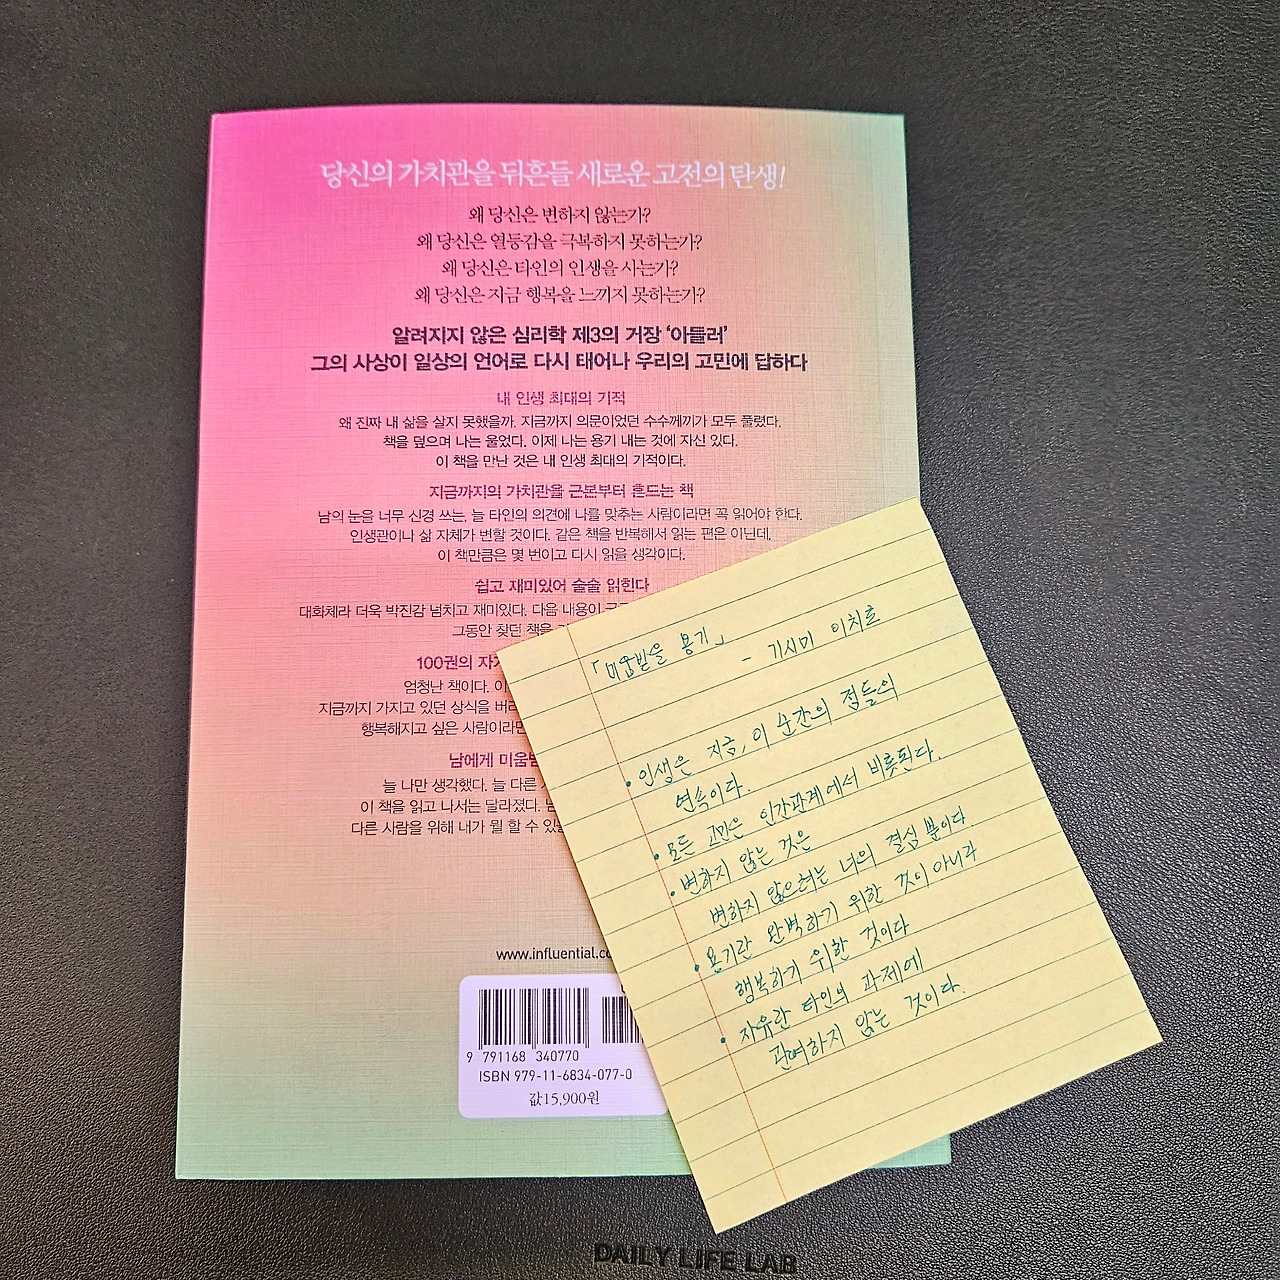 당신의 가치관을 뒤흔들 새로운 고전의 탄생!
왜 당신은 변하지 않는가?
왜 당신은 열등감을 극복하지 못하는가?
왜 당신은 타인의 인생을 사는가?
왜 당신은 지금 행복을 느끼지 못하는가?
알려지지 않은 심리학 제3의 거장 ‘아들러’
그의 사상이 일상의 언어로 다시 태어나 우리의 고민에 답하다
내 인생 최대의 기적
왜 진짜 내 삶을 살지 못했을까. 지금까지 의문이었던 수수께끼가 모두 풀렸다.
책을 덮으며 나는 울었다. 이제 나는 용기 내는 것에 자신 있다.
이 책을 만난 것은 내 인생 최대의 기적이다.
지금까지의 가치관을 근본부터 흔드는 책
남의 눈을 너무 신경 쓰는, 늘 타인의 의견에 나를 맞추는 사람이라면 꼭 읽어야 한다.
인생관이나 삶 자체가 변할 것이다. 같은 책을 반복해서 읽는 편은 아닌데,
이 책만큼은 몇 번이고 다시 읽을 생각이다.
쉽고 재미있어 술술 읽힌다
대화체라 더욱 박진감 넘치고 재미있다. 다음 내용이
그동안 찾던 책을
100권의
엄청난 책이다.
지금까지 가지고 있던 상식을
행복해지고 싶은 사람이라면
남에게
늘 나만 생각했다. 늘 다른
이 책을 읽고 나서는 달라졌다.
다른 사람을 위해 내가 뭘 할 수
www.influential.co
9 791168 340770
ISBN 979-11-6834-077-0
값15,900원
「미움받을 용기」
- 기시미 이치로
• 인생은 지금, 이 순간의 점들의
연속이다.
• 모든 고민은 인간관계에서 비롯된다.
• 변하지 않는 것은
변하지 않으려는 너의 결심 뿐이다
• 용기란 완벽하기 위한 것이 아니라
행복하기 위한 것이다
• 자유란 타인의 과제에
관여하지 않는 것이다.
DAILY LIFE LAB